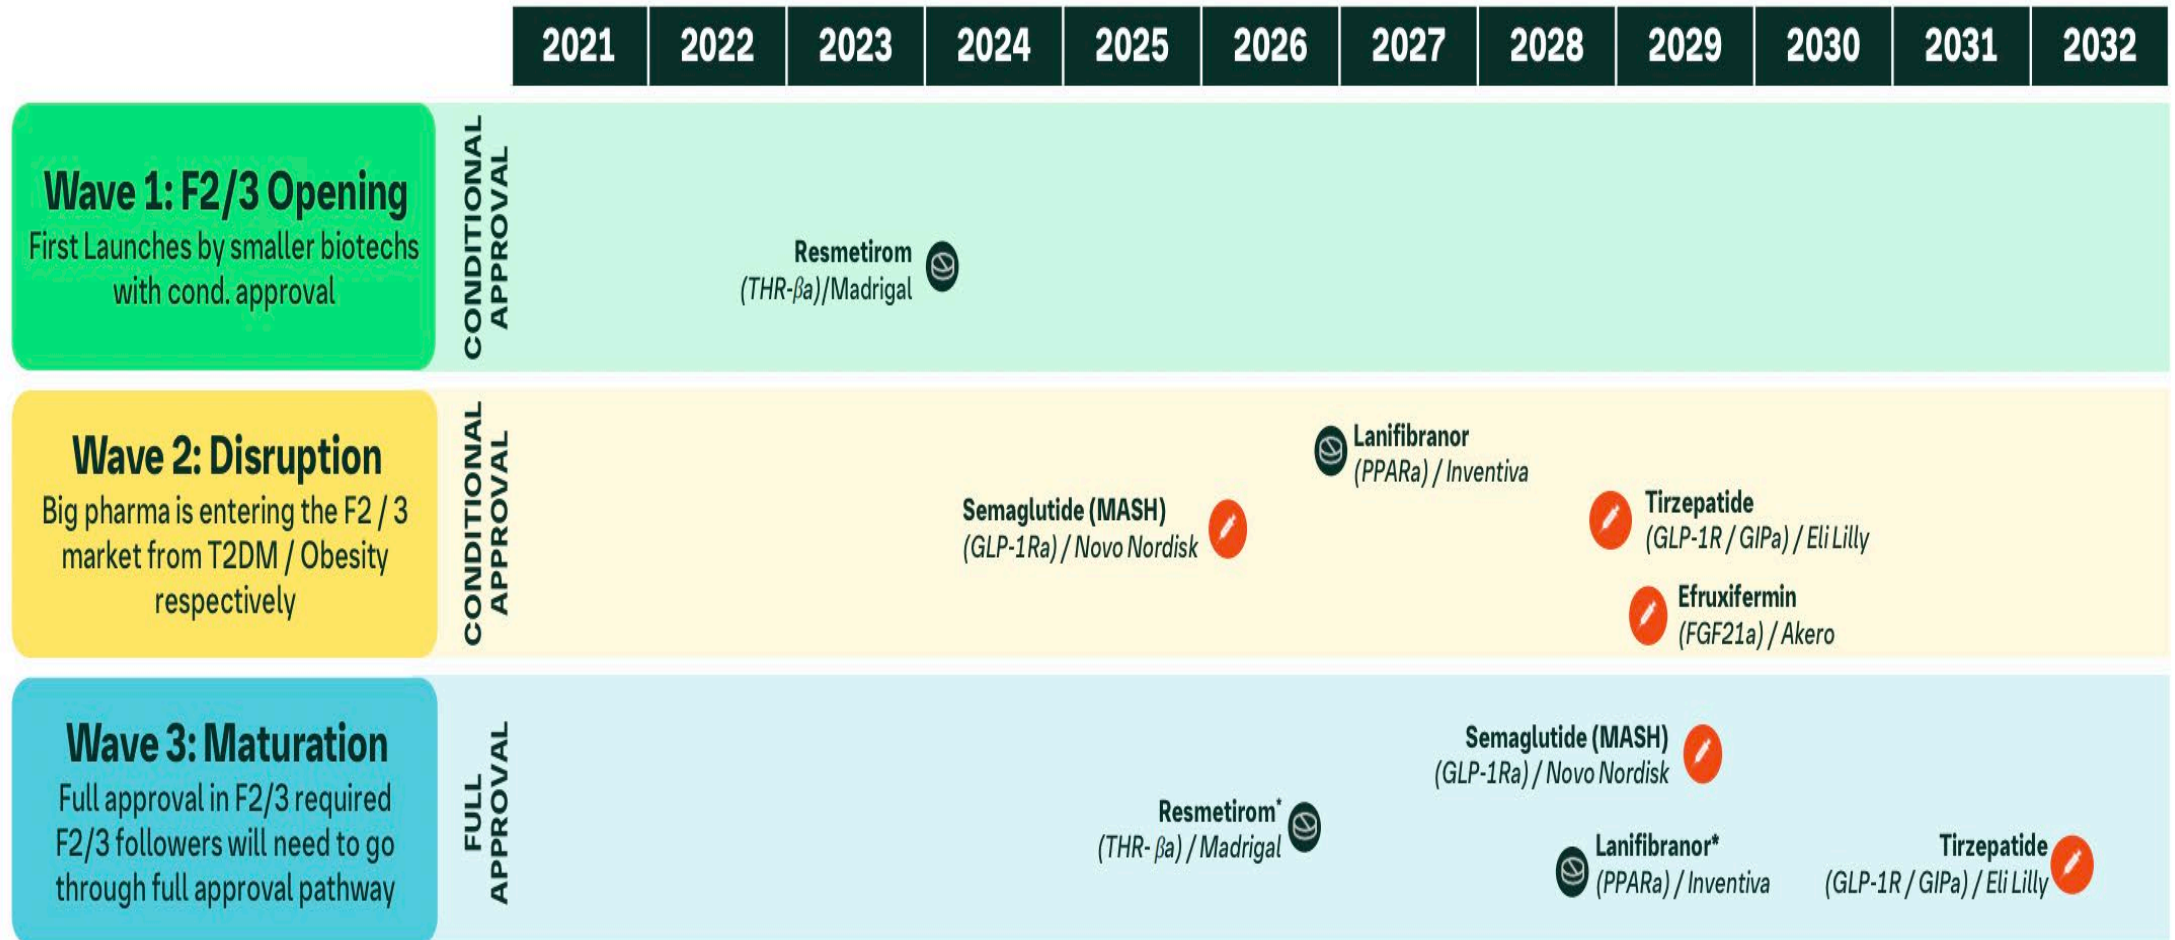 2021 2022 2023 2024 2025 2026 2027 2028 2029 2030 2031 2032
Wave 1: F2/3 Opening
First Launches by smaller biotechs
with cond. approval
CONDITIONAL
APPROVAL
Resmetirom
(THR-βa)/Madrigal
Wave 2: Disruption
Big pharma is entering the F2 / 3
market from T2DM / Obesity
respectively
CONDITIONAL
APPROVAL
Lanifibranor
(PPARa) / Inventiva
Semaglutide (MASH)
(GLP-1Ra) / Novo Nordisk
Tirzepatide
(GLP-1R / GIPa) / Eli Lilly
Efruxifermin
(FGF21a) / Akero
Wave 3: Maturation
Full approval in F2/3 required
F2/3 followers will need to go
through full approval pathway
FULL
APPROVAL
Semaglutide (MASH)
(GLP-1Ra) / Novo Nordisk
Resmetirom*
(THR- βa) / Madrigal
Lanifibranor*
(PPARa) / Inventiva
Tirzepatide
(GLP-1R / GIPa) / Eli Lilly